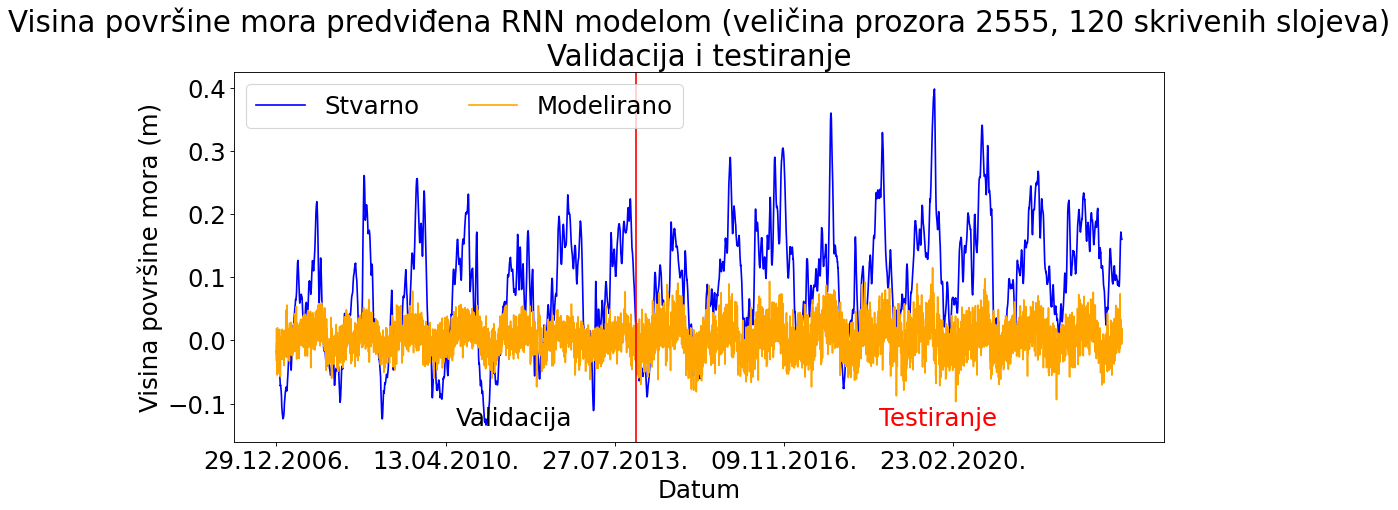 Visina površine mora predviđena RNN modelom (veličina prozora 2555, 120 skrivenih slojeva)
Validacija i testiranje
Stvarno Modelirano
Visina površine mora (m)
0.4
0.3
0.2
0.1
0.0
−0.1
Validacija
Testiranje
29.12.2006. 13.04.2010. 27.07.2013. 09.11.2016. 23.02.2020.
Datum